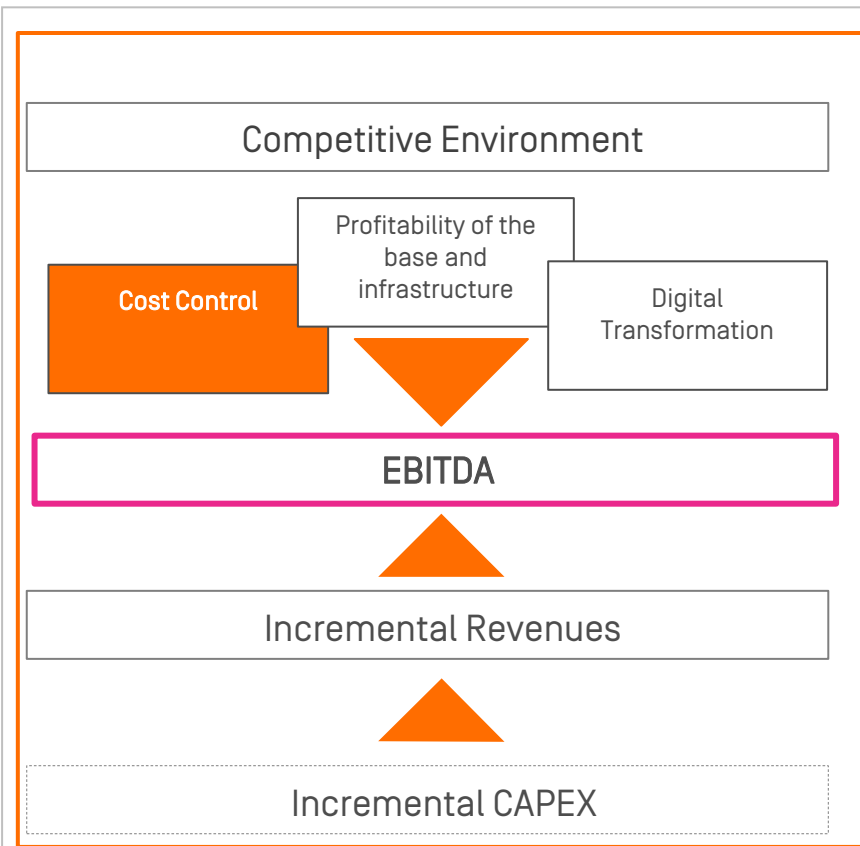 Competitive Environment
Profitability of the
base and
infrastructure
Cost Control
Digital
Transformation
EBITDA
Incremental Revenues
Incremental CAPEX